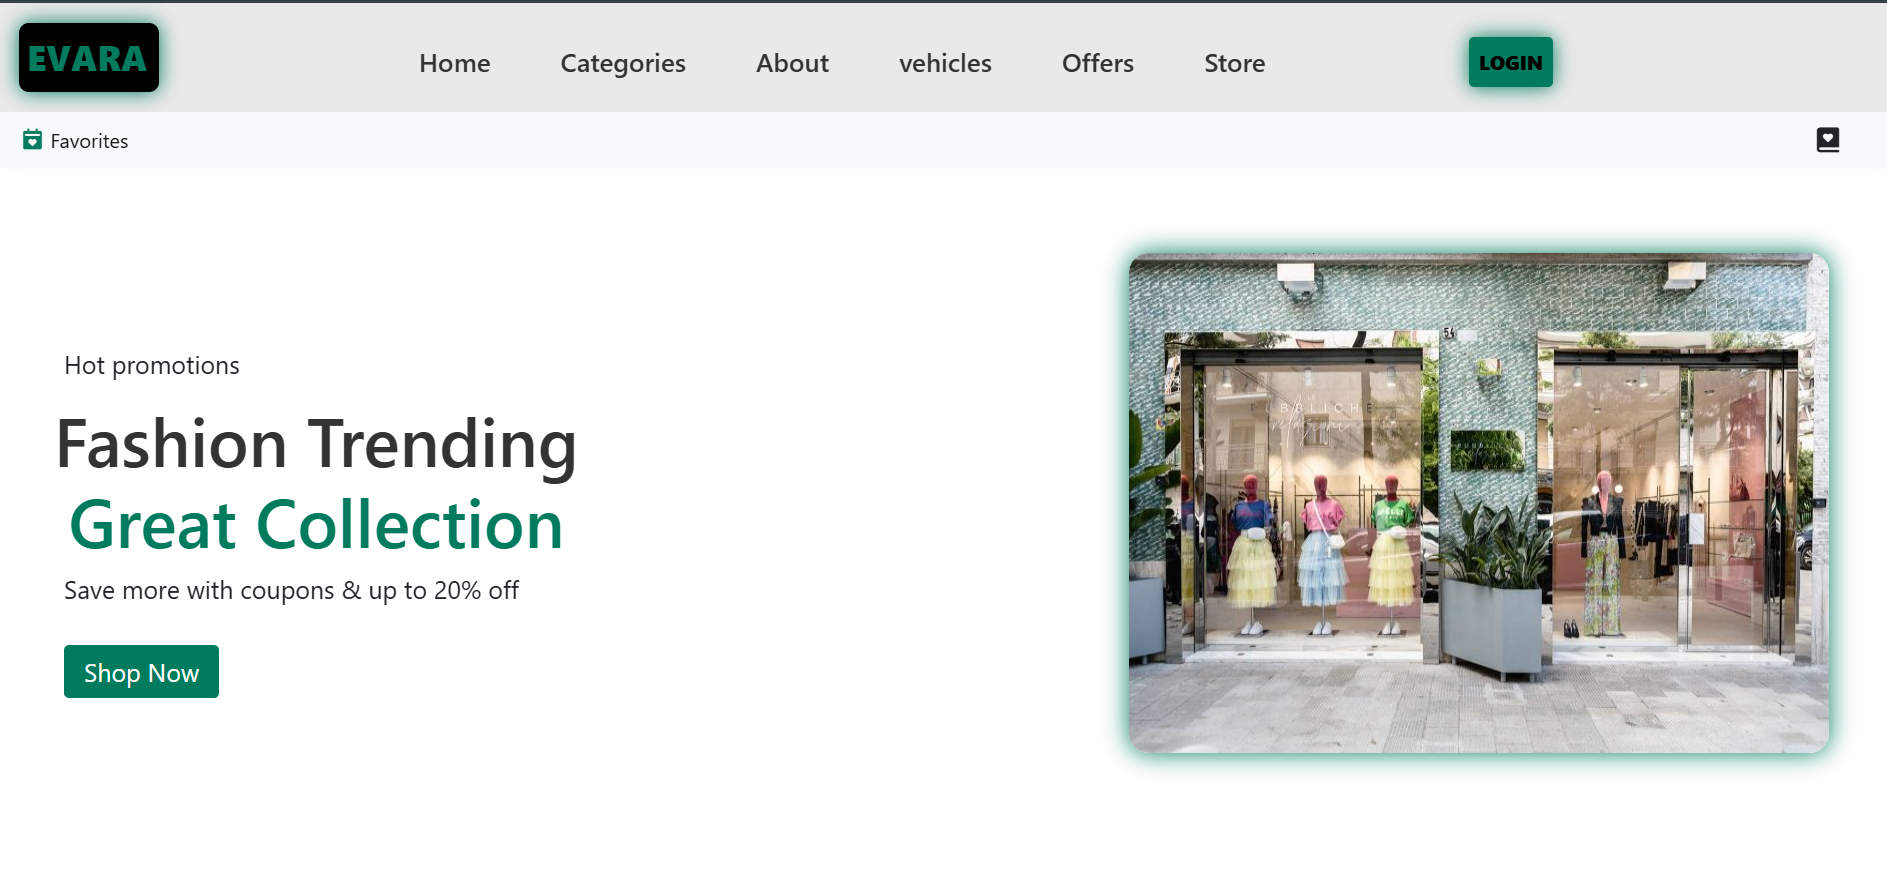 EVARA
Home Categories About vehicles Offers Store
LOGIN
Favorites
Hot promotions
Fashion Trending
Great Collection
Save more with coupons & up to 20% off
Shop Now
54